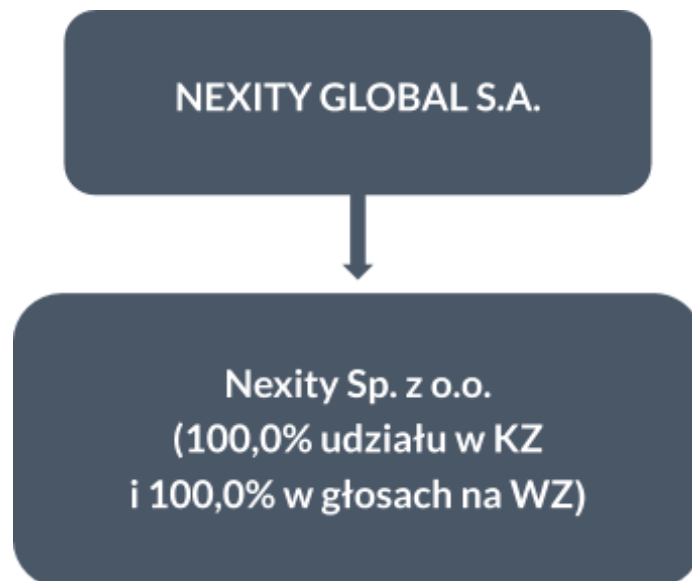 NEXITY GLOBAL S.A.
Nexity Sp. z o.o.
(100,0% udziału w KZ
i 100,0% w głosach na WZ)